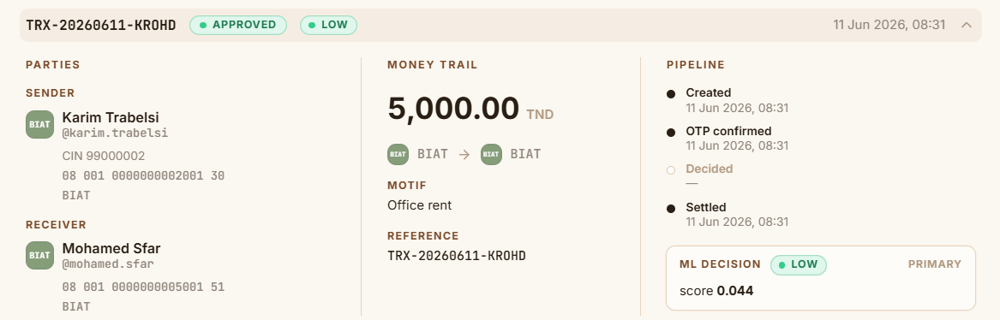 TRX-20260611-KROHD APPROVED LOW 11 Jun 2026, 08:31
PARTIES
SENDER
BIAT Karim Trabelsi
@karim.trabelsi
CIN 99000002
08 001 0000000002001 30
BIAT
RECEIVER
BIAT Mohamed Sfar
@mohamed.sfar
08 001 0000000005001 51
BIAT
MONEY TRAIL
5,000.00 TND
BIAT BIAT → BIAT BIAT
MOTIF
Office rent
REFERENCE
TRX-20260611-KROHD
PIPELINE
Created
11 Jun 2026, 08:31
OTP confirmed
11 Jun 2026, 08:31
Decided
—
Settled
11 Jun 2026, 08:31
ML DECISION LOW PRIMARY
score 0.044